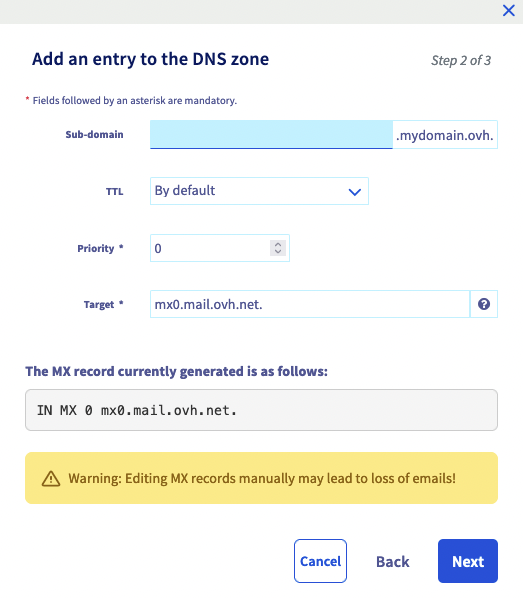 Add an entry to the DNS zone
Step 2 of 3
* Fields followed by an asterisk are mandatory.
Sub-domain .mydomain.ovh.
TTL By default
Priority * 0
Target * mx0.mail.ovh.net. ?
The MX record currently generated is as follows:
IN MX 0 mx0.mail.ovh.net.
Warning: Editing MX records manually may lead to loss of emails!
Cancel Back Next